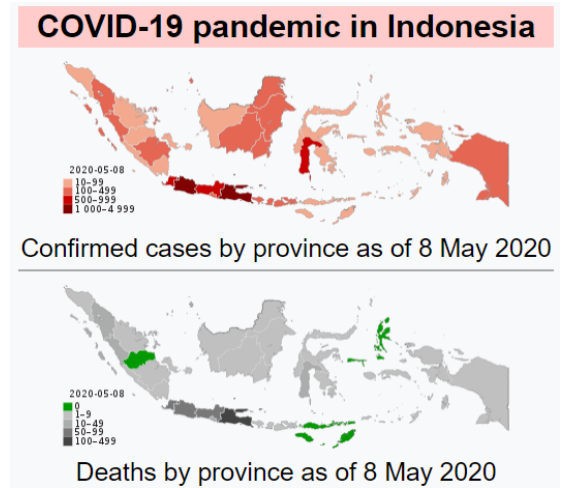 COVID-19 pandemic in Indonesia
2020-05-08
10-99
100-499
500-999
1 000-4 999
Confirmed cases by province as of 8 May 2020
2020-05-08
0
1-9
10-49
50-99
100-499
Deaths by province as of 8 May 2020